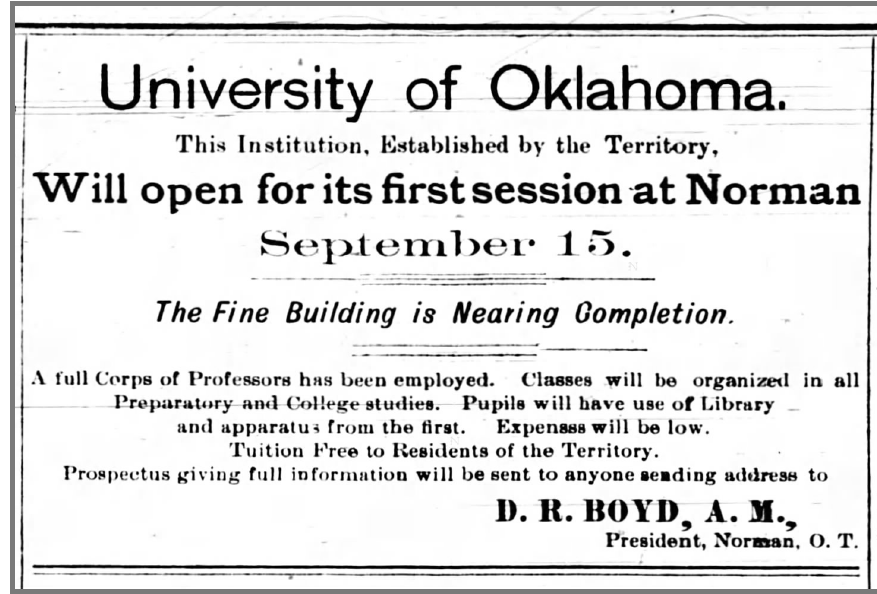 University of Oklahoma.
This Institution, Established by the Territory,
Will open for its first session at Norman
September 15.
The Fine Building is Nearing Completion.
A full Corps of Professors has been employed. Classes will be organized in all
Preparatory and College studies. Pupils will have use of Library
and apparatus from the first. Expenses will be low.
Tuition Free to Residents of the Territory.
Prospectus giving full information will be sent to anyone sending address to
D. R. BOYD, A. M.,
President, Norman, O. T.